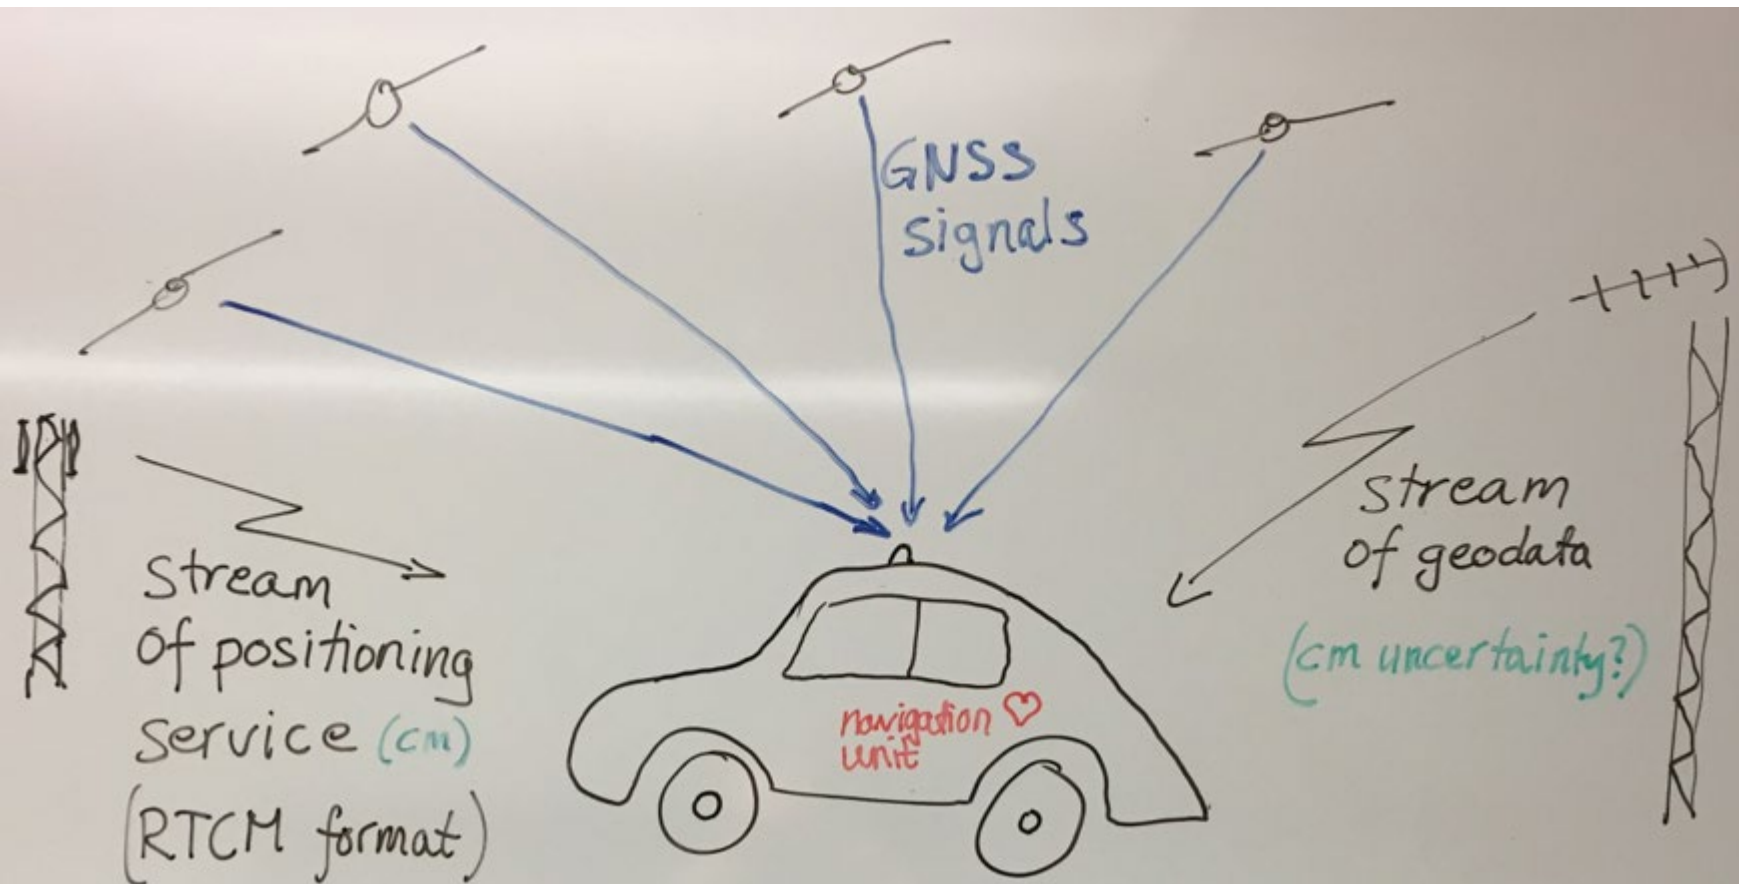 GNSS
signals
stream
of positioning
service (cm)
(RTCM format)
navigation
unit
stream
of geodata
(cm uncertainty?)